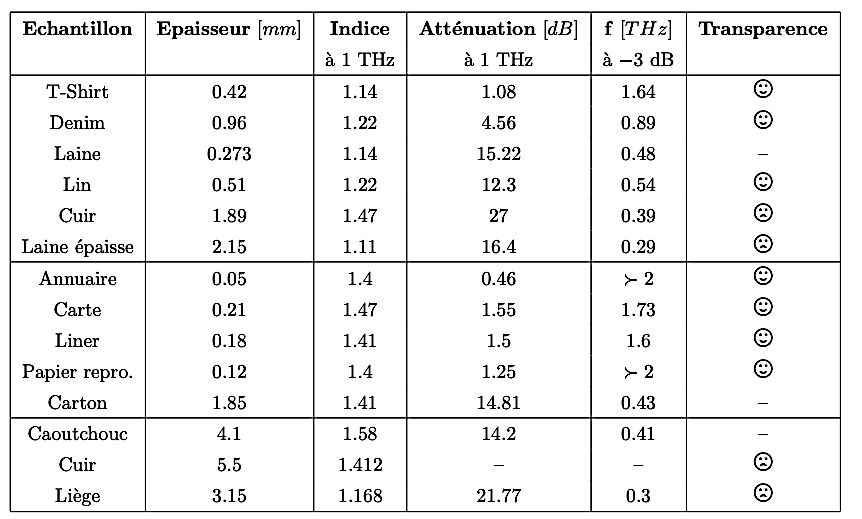 Echantillon Epaisseur [mm] Indice Atténuation [dB] f [THz] Transparence
à 1 THz à 1 THz à −3 dB
T-Shirt 0.42 1.14 1.08 1.64 ☺
Denim 0.96 1.22 4.56 0.89 ☺
Laine 0.273 1.14 15.22 0.48 –
Lin 0.51 1.22 12.3 0.54 ☺
Cuir 1.89 1.47 27 0.39 ☹
Laine épaisse 2.15 1.11 16.4 0.29 ☹
Annuaire 0.05 1.4 0.46 ≻ 2 ☺
Carte 0.21 1.47 1.55 1.73 ☺
Liner 0.18 1.41 1.5 1.6 ☺
Papier repro. 0.12 1.4 1.25 ≻ 2 ☺
Carton 1.85 1.41 14.81 0.43 –
Caoutchouc 4.1 1.58 14.2 0.41 –
Cuir 5.5 1.412 – – ☹
Liège 3.15 1.168 21.77 0.3 ☹